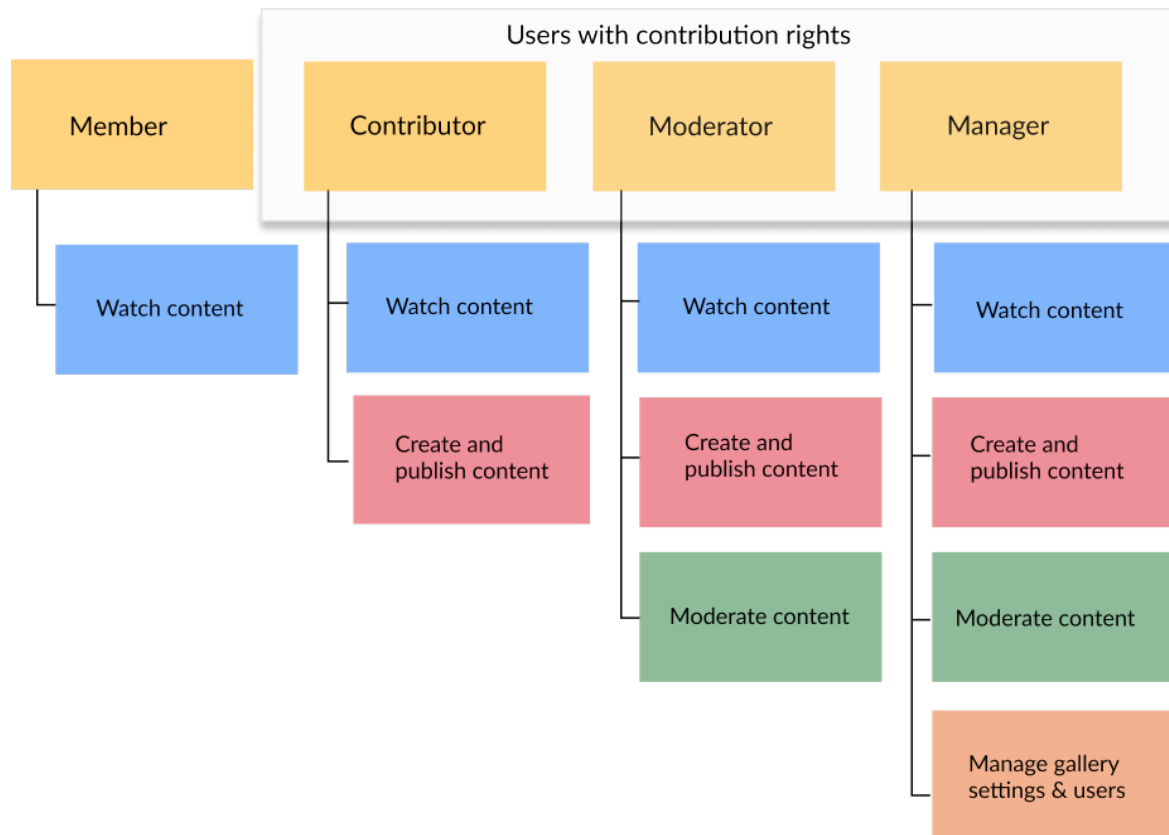 Users with contribution rights
Member
Contributor
Moderator
Manager
Watch content
Watch content
Watch content
Watch content
Create and
publish content
Create and
publish content
Create and
publish content
Moderate content
Moderate content
Manage gallery
settings & users